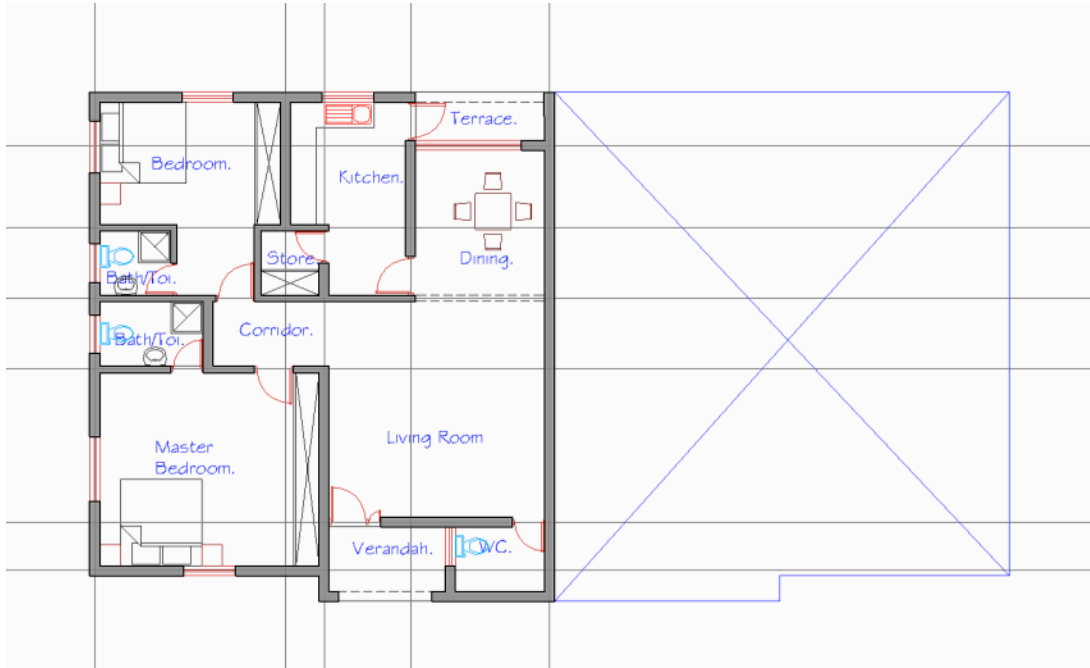 Terrace.
Bedroom.
Kitchen.
Store
Dining.
Bath/Toi.
Corridor.
Bath/Toi.
Living Room
Master
Bedroom.
Verandah.
WC.